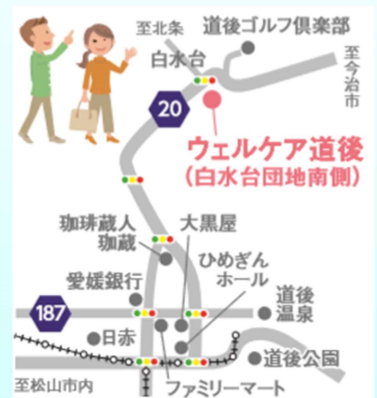 至北条
道後ゴルフ倶楽部
白水台
至今治市
20
ウェルケア道後
(白水台団地南側)
珈琲蔵人
珈蔵
大黒屋
ひめぎん
ホール
愛媛銀行
187
道後
温泉
日赤
道後公園
至松山市内
ファミリーマート